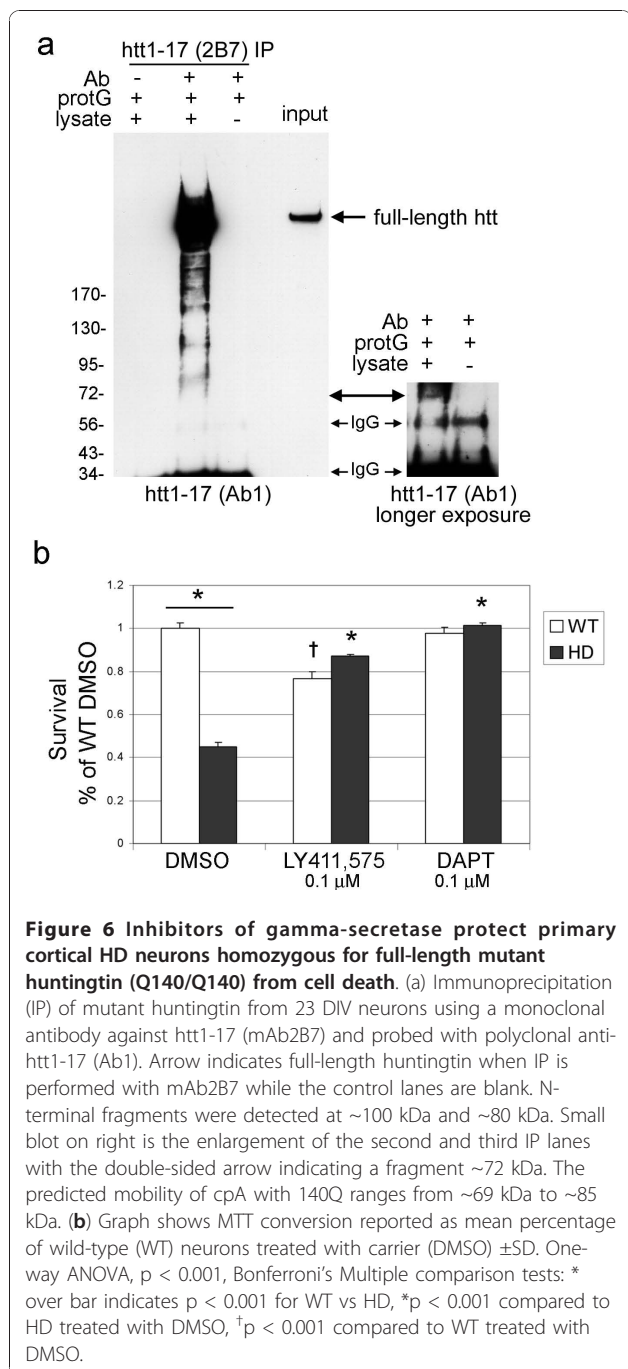 a
htt1-17 (2B7) IP
Ab - + +
protG + + +
lysate + + -
input
full-length htt
170-
130-
95-
72-
56-
43-
34-
Ab + +
protG + +
lysate + -
IgG
IgG
htt1-17 (Ab1)
htt1-17 (Ab1)
longer exposure
b
Survival
% of WT DMSO
1.2
1
0.8
0.6
0.4
0.2
0
*
†
*
*
WT
HD
DMSO
LY411,575
0.1 µM
DAPT
0.1 µM
Figure 6 Inhibitors of gamma-secretase protect primary
cortical HD neurons homozygous for full-length mutant
huntingtin (Q140/Q140) from cell death. (a) Immunoprecipitation
(IP) of mutant huntingtin from 23 DIV neurons using a monoclonal
antibody against htt1-17 (mAb2B7) and probed with polyclonal anti-
htt1-17 (Ab1). Arrow indicates full-length huntingtin when IP is
performed with mAb2B7 while the control lanes are blank. N-
terminal fragments were detected at ~100 kDa and ~80 kDa. Small
blot on right is the enlargement of the second and third IP lanes
with the double-sided arrow indicating a fragment ~72 kDa. The
predicted mobility of cpA with 140Q ranges from ~69 kDa to ~85
kDa. (b) Graph shows MTT conversion reported as mean percentage
of wild-type (WT) neurons treated with carrier (DMSO) ±SD. One-
way ANOVA, p < 0.001, Bonferroni's Multiple comparison tests: *
over bar indicates p < 0.001 for WT vs HD, *p < 0.001 compared to
HD treated with DMSO, †p < 0.001 compared to WT treated with
DMSO.